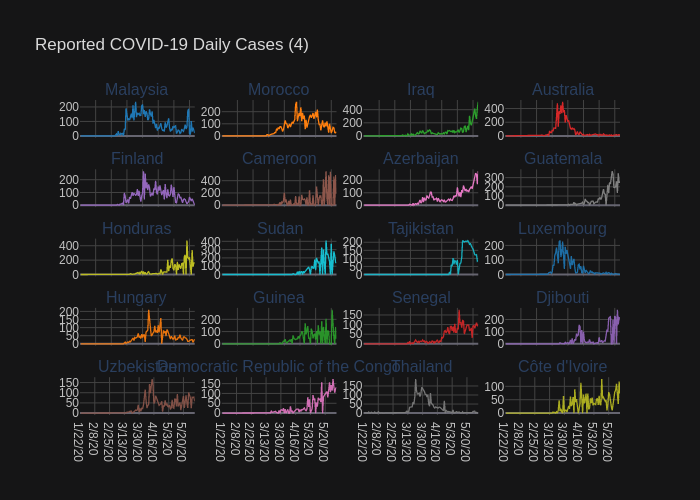 Reported COVID-19 Daily Cases (4)
Malaysia Morocco Iraq Australia
200 100 0 200 100 0 400 200 0 400 200 0
Finland Cameroon Azerbaijan Guatemala
200 100 0 400 200 0 200 100 0 300 200 100 0
Honduras Sudan Tajikistan Luxembourg
400 200 0 400 300 200 100 0 200 150 100 50 0 200 100 0
Hungary Guinea Senegal Djibouti
200 150 100 50 0 200 100 0 150 100 50 0 200 100 0
Uzbekistan Democratic Republic of the Congo Thailand Côte d'Ivoire
150 100 50 0 150 100 50 0 150 100 50 0 100 50 0
1/22/20 2/8/20 2/25/20 3/13/20 3/30/20 4/16/20 5/3/20 5/20/20 1/22/20 2/8/20 2/25/20 3/13/20 3/30/20 4/16/20 5/3/20 5/20/20 1/22/20 2/8/20 2/25/20 3/13/20 3/30/20 4/16/20 5/3/20 5/20/20 1/22/20 2/8/20 2/25/20 3/13/20 3/30/20 4/16/20 5/3/20 5/20/20